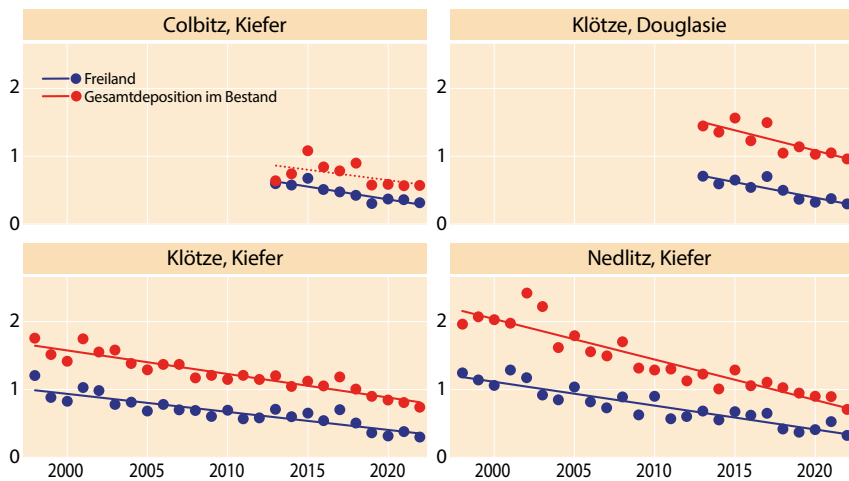 Colbitz, Kiefer
Klötze, Douglasie
2
1
0
Freiland
Gesamtdeposition im Bestand
2
1
0
Klötze, Kiefer
Nedlitz, Kiefer
2
1
0
2000 2005 2010 2015 2020
2
1
0
2000 2005 2010 2015 2020